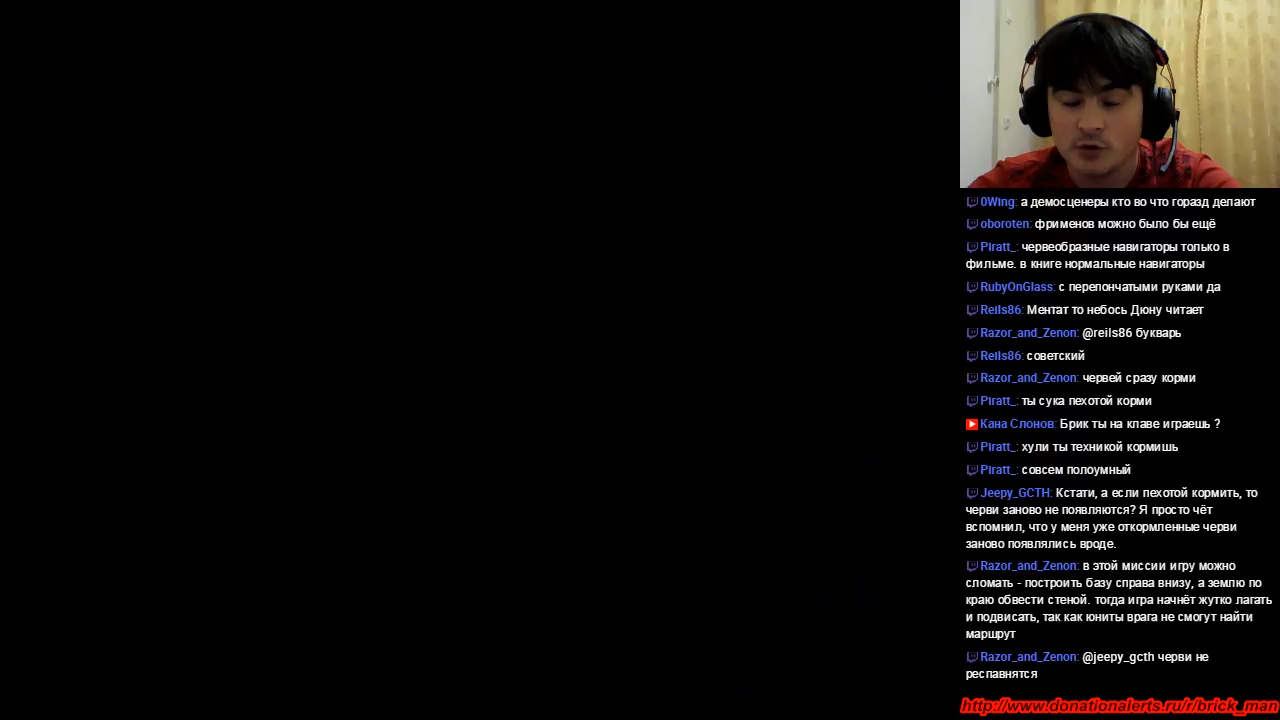 0Wing: а демосценеры кто во что горазд делают
oboroten: фрименов можно было бы ещё
Piratt_: червеобразные навигаторы только в
фильме. в книге нормальные навигаторы
RubyOnGlass: с перепончатыми руками да
Reils86: Ментат то небось Дюну читает
Razor_and_Zenon: @reils86 букварь
Reils86: советский
Razor_and_Zenon: червей сразу корми
Piratt_: ты сука пехотой корми
Кана Слонов: Брик ты на клаве играешь ?
Piratt_: хули ты техникой кормишь
Piratt_: совсем полоумный
Jeepy_GCTH: Кстати, а если пехотой кормить, то
черви заново не появляются? Я просто чёт
вспомнил, что у меня уже откормленные черви
заново появлялись вроде.
Razor_and_Zenon: в этой миссии игру можно
сломать - построить базу справа внизу, а землю по
краю обвести стеной. тогда игра начнёт жутко лагать
и подвисать, так как юниты врага не смогут найти
маршрут
Razor_and_Zenon: @jeepy_gcth черви не
респавнятся
http://www.donationalerts.ru/r/brick_man